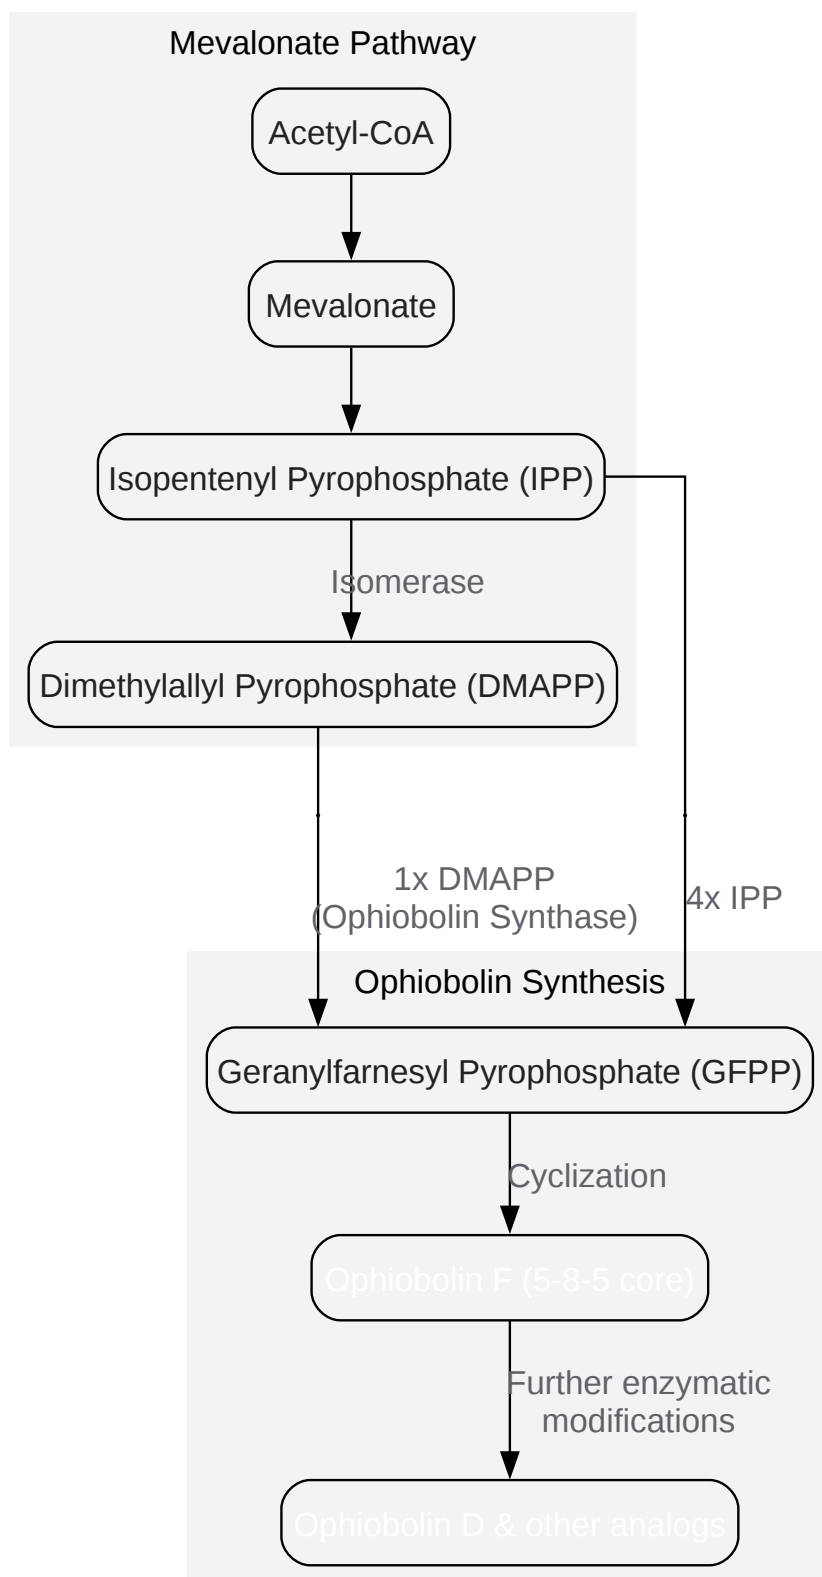 Mevalonate Pathway
Acetyl-CoA
Mevalonate
Isopentenyl Pyrophosphate (IPP)
Isomerase
Dimethylallyl Pyrophosphate (DMAPP)
1x DMAPP
(Ophiobolin Synthase)
4x IPP
Ophiobolin Synthesis
Geranylfarnesyl Pyrophosphate (GFPP)
Cyclization
Ophiobolin F (5-8-5 core)
Further enzymatic
modifications
Ophiobolin D & other analogs